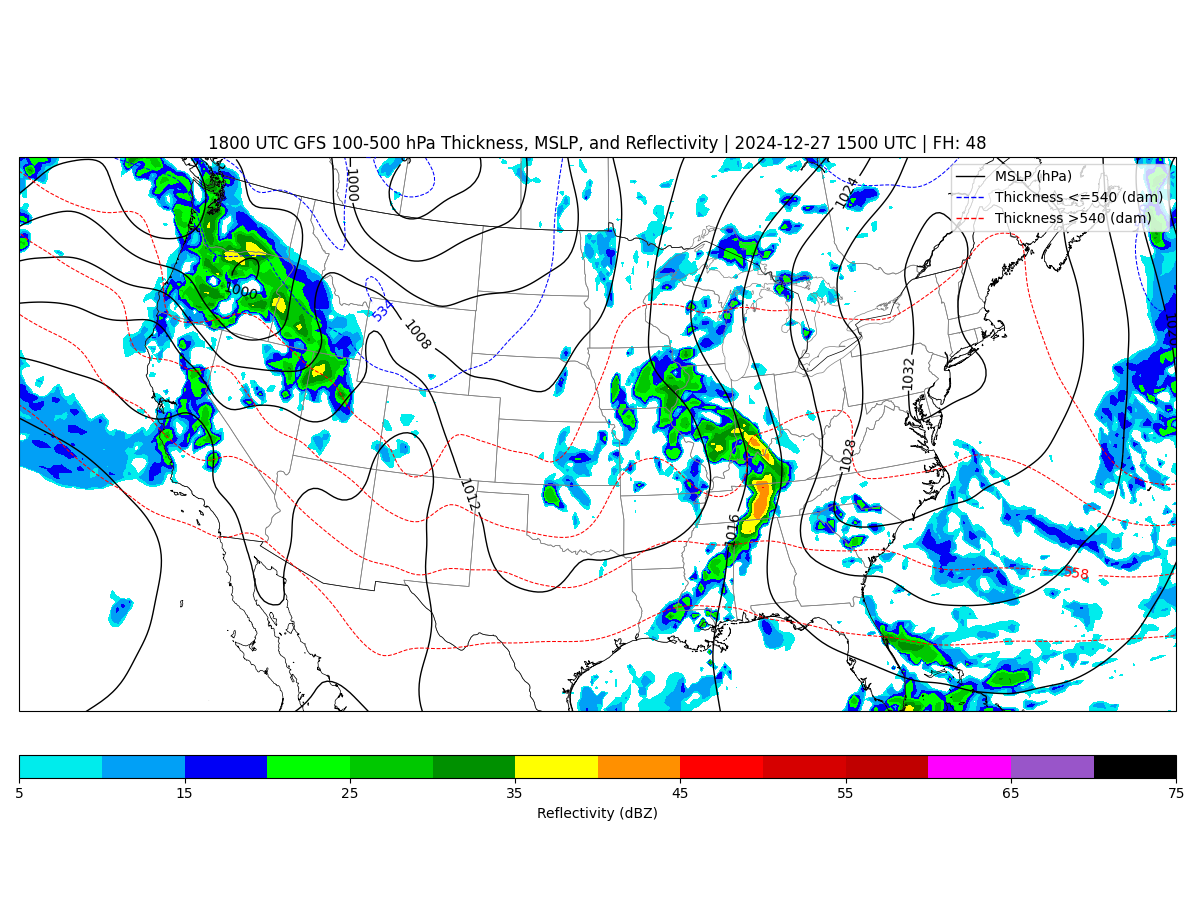 1800 UTC GFS 100-500 hPa Thickness, MSLP, and Reflectivity | 2024-12-27 1500 UTC | FH: 48
MSLP (hPa)
Thickness <=540 (dam)
Thickness >540 (dam)
1000
1024
1000
534
1008
1032
1028
1012
1016
558
5 15 25 35 45 55 65 75
Reflectivity (dBZ)